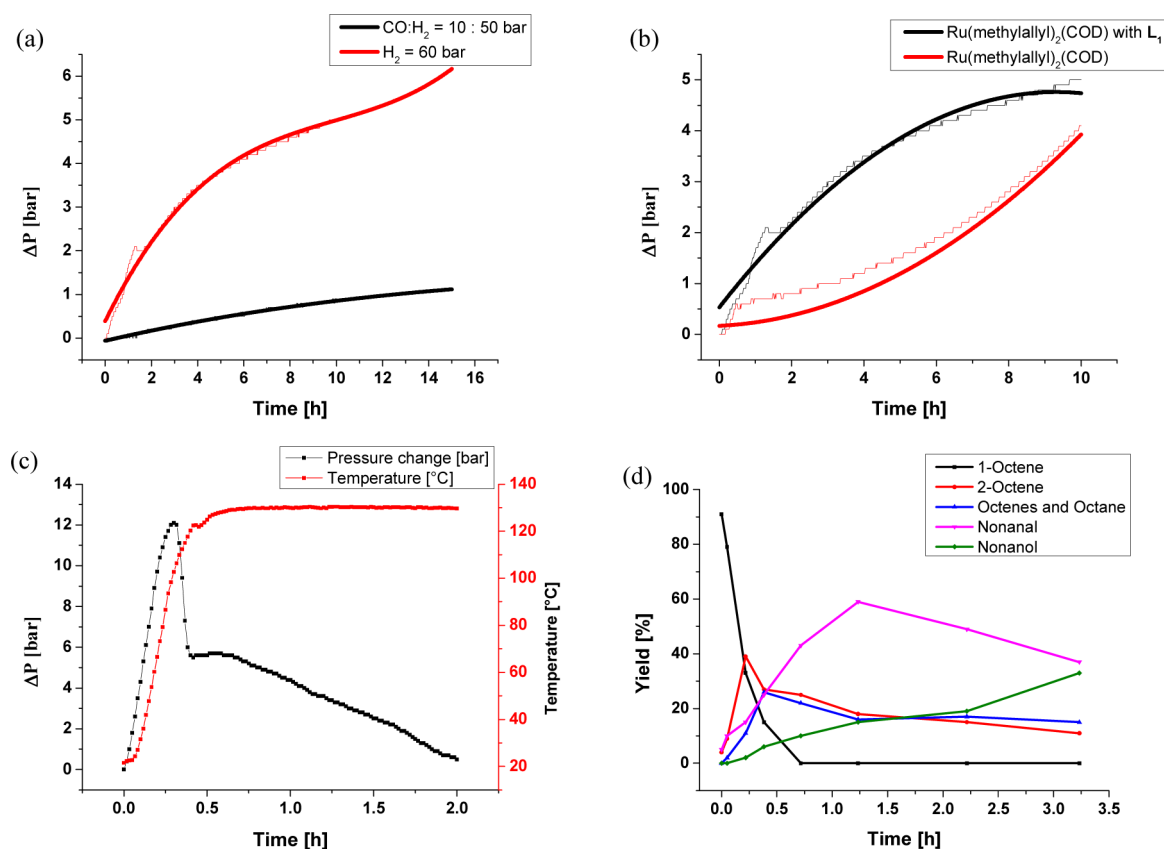 (a)
CO:H₂ = 10 : 50 bar
H₂ = 60 bar
6
5
4
3
2
1
0
ΔP [bar]
0 2 4 6 8 10 12 14 16
Time [h]
(b)
Ru(methylallyl)₂(COD) with L₁
Ru(methylallyl)₂(COD)
5
4
3
2
1
0
ΔP [bar]
0 2 4 6 8 10
Time [h]
(c)
Pressure change [bar]
Temperature [°C]
14
12
10
8
6
4
2
0
ΔP [bar]
140
120
100
80
60
40
20
Temperature [°C]
0.0 0.5 1.0 1.5 2.0
Time [h]
(d)
1-Octene
2-Octene
Octenes and Octane
Nonanal
Nonanol
100
80
60
40
20
0
Yield [%]
0.0 0.5 1.0 1.5 2.0 2.5 3.0 3.5
Time [h]